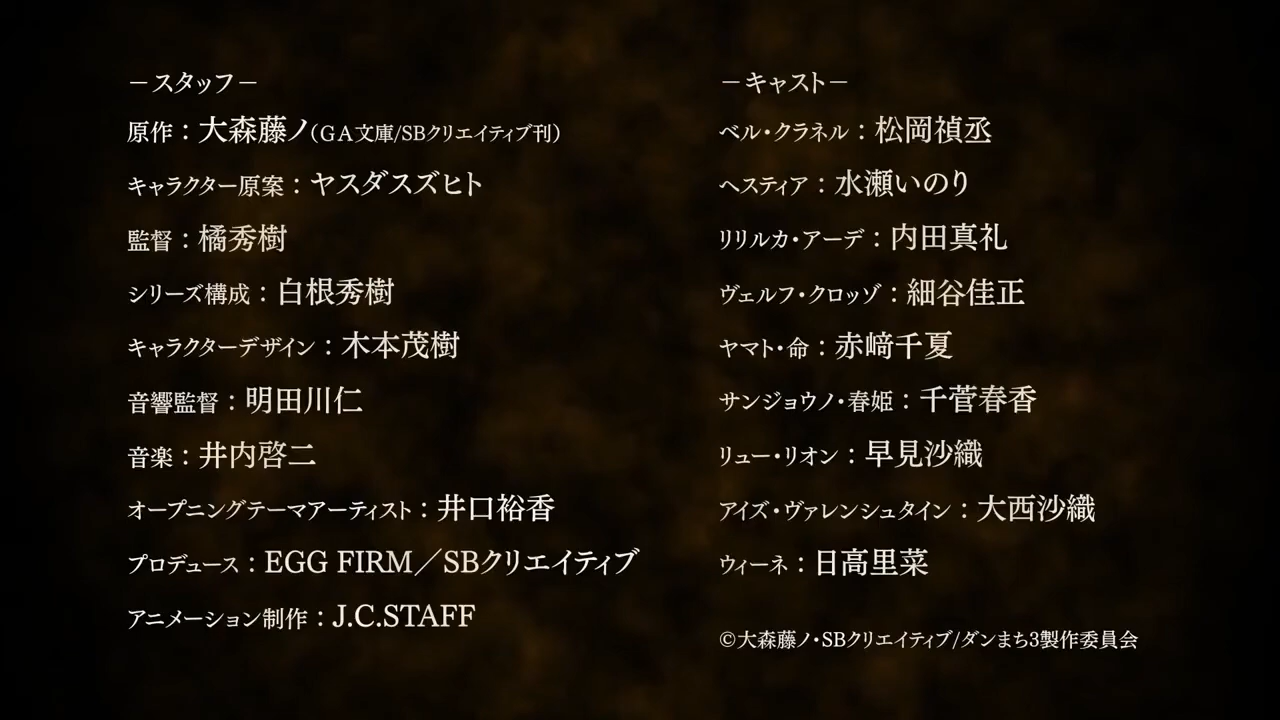 －スタッフ－
原作：大森藤ノ（ＧＡ文庫/SBクリエイティブ刊）
キャラクター原案：ヤスダスズヒト
監督：橘秀樹
シリーズ構成：白根秀樹
キャラクターデザイン：木本茂樹
音響監督：明田川仁
音楽：井内啓二
オープニングテーマアーティスト：井口裕香
プロデュース：EGG FIRM／SBクリエイティブ
アニメーション制作：J.C.STAFF
－キャスト－
ベル・クラネル：松岡禎丞
ヘスティア：水瀬いのり
リリルカ・アーデ：内田真礼
ヴェルフ・クロッゾ：細谷佳正
ヤマト・命：赤﨑千夏
サンジョウノ・春姫：千菅春香
リュー・リオン：早見沙織
アイズ・ヴァレンシュタイン：大西沙織
ウィーネ：日高里菜
©大森藤ノ・SBクリエイティブ/ダンまち3製作委員会